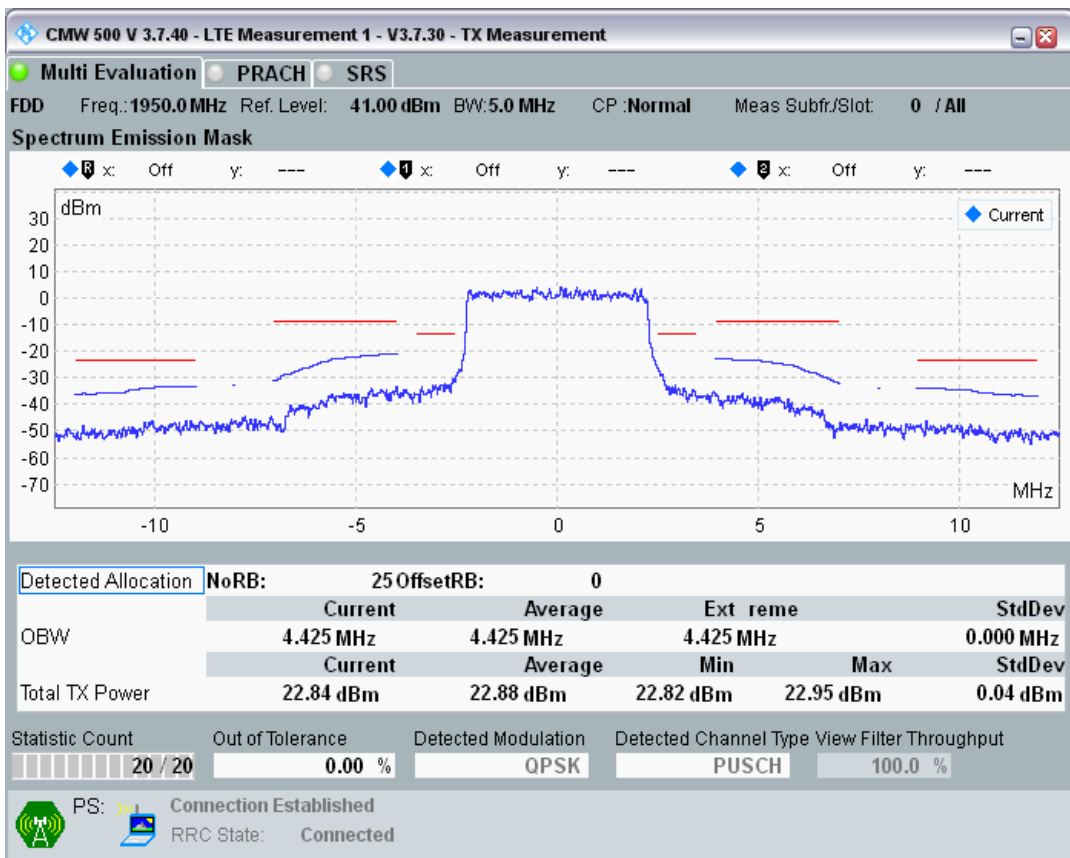 CMW 500 V 3.7.40 - LTE Measurement 1 - V3.7.30 - TX Measurement
Multi Evaluation PRACH SRS
FDD Freq.: 1950.0 MHz Ref. Level: 41.00 dBm BW: 5.0 MHz CP : Normal Meas Subfr./Slot: 0 / All
Spectrum Emission Mask
R x: Off y: --- 1 x: Off y: --- 2 x: Off y: ---
dBm
Current
30
20
10
0
-10
-20
-30
-40
-50
-60
-70
MHz
-10 -5 0 5 10
Detected Allocation NoRB: 25 OffsetRB: 0
Current Average Ext reme StdDev
OBW 4.425 MHz 4.425 MHz 4.425 MHz 0.000 MHz
Current Average Min Max StdDev
Total TX Power 22.84 dBm 22.88 dBm 22.82 dBm 22.95 dBm 0.04 dBm
Statistic Count Out of Tolerance Detected Modulation Detected Channel Type View Filter Throughput
20 / 20 0.00 % QPSK PUSCH 100.0 %
PS: Connection Established
RRC State: Connected